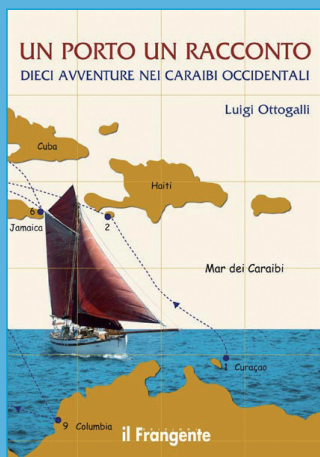 UN PORTO UN RACCONTO
DIECI AVVENTURE NEI CARAIBI OCCIDENTALI
Luigi Ottogalli
Cuba
Haiti
6
2
Jamaica
Mar dei Caraibi
1 Curaçao
9 Columbia
EDIZIONI
il Frangente